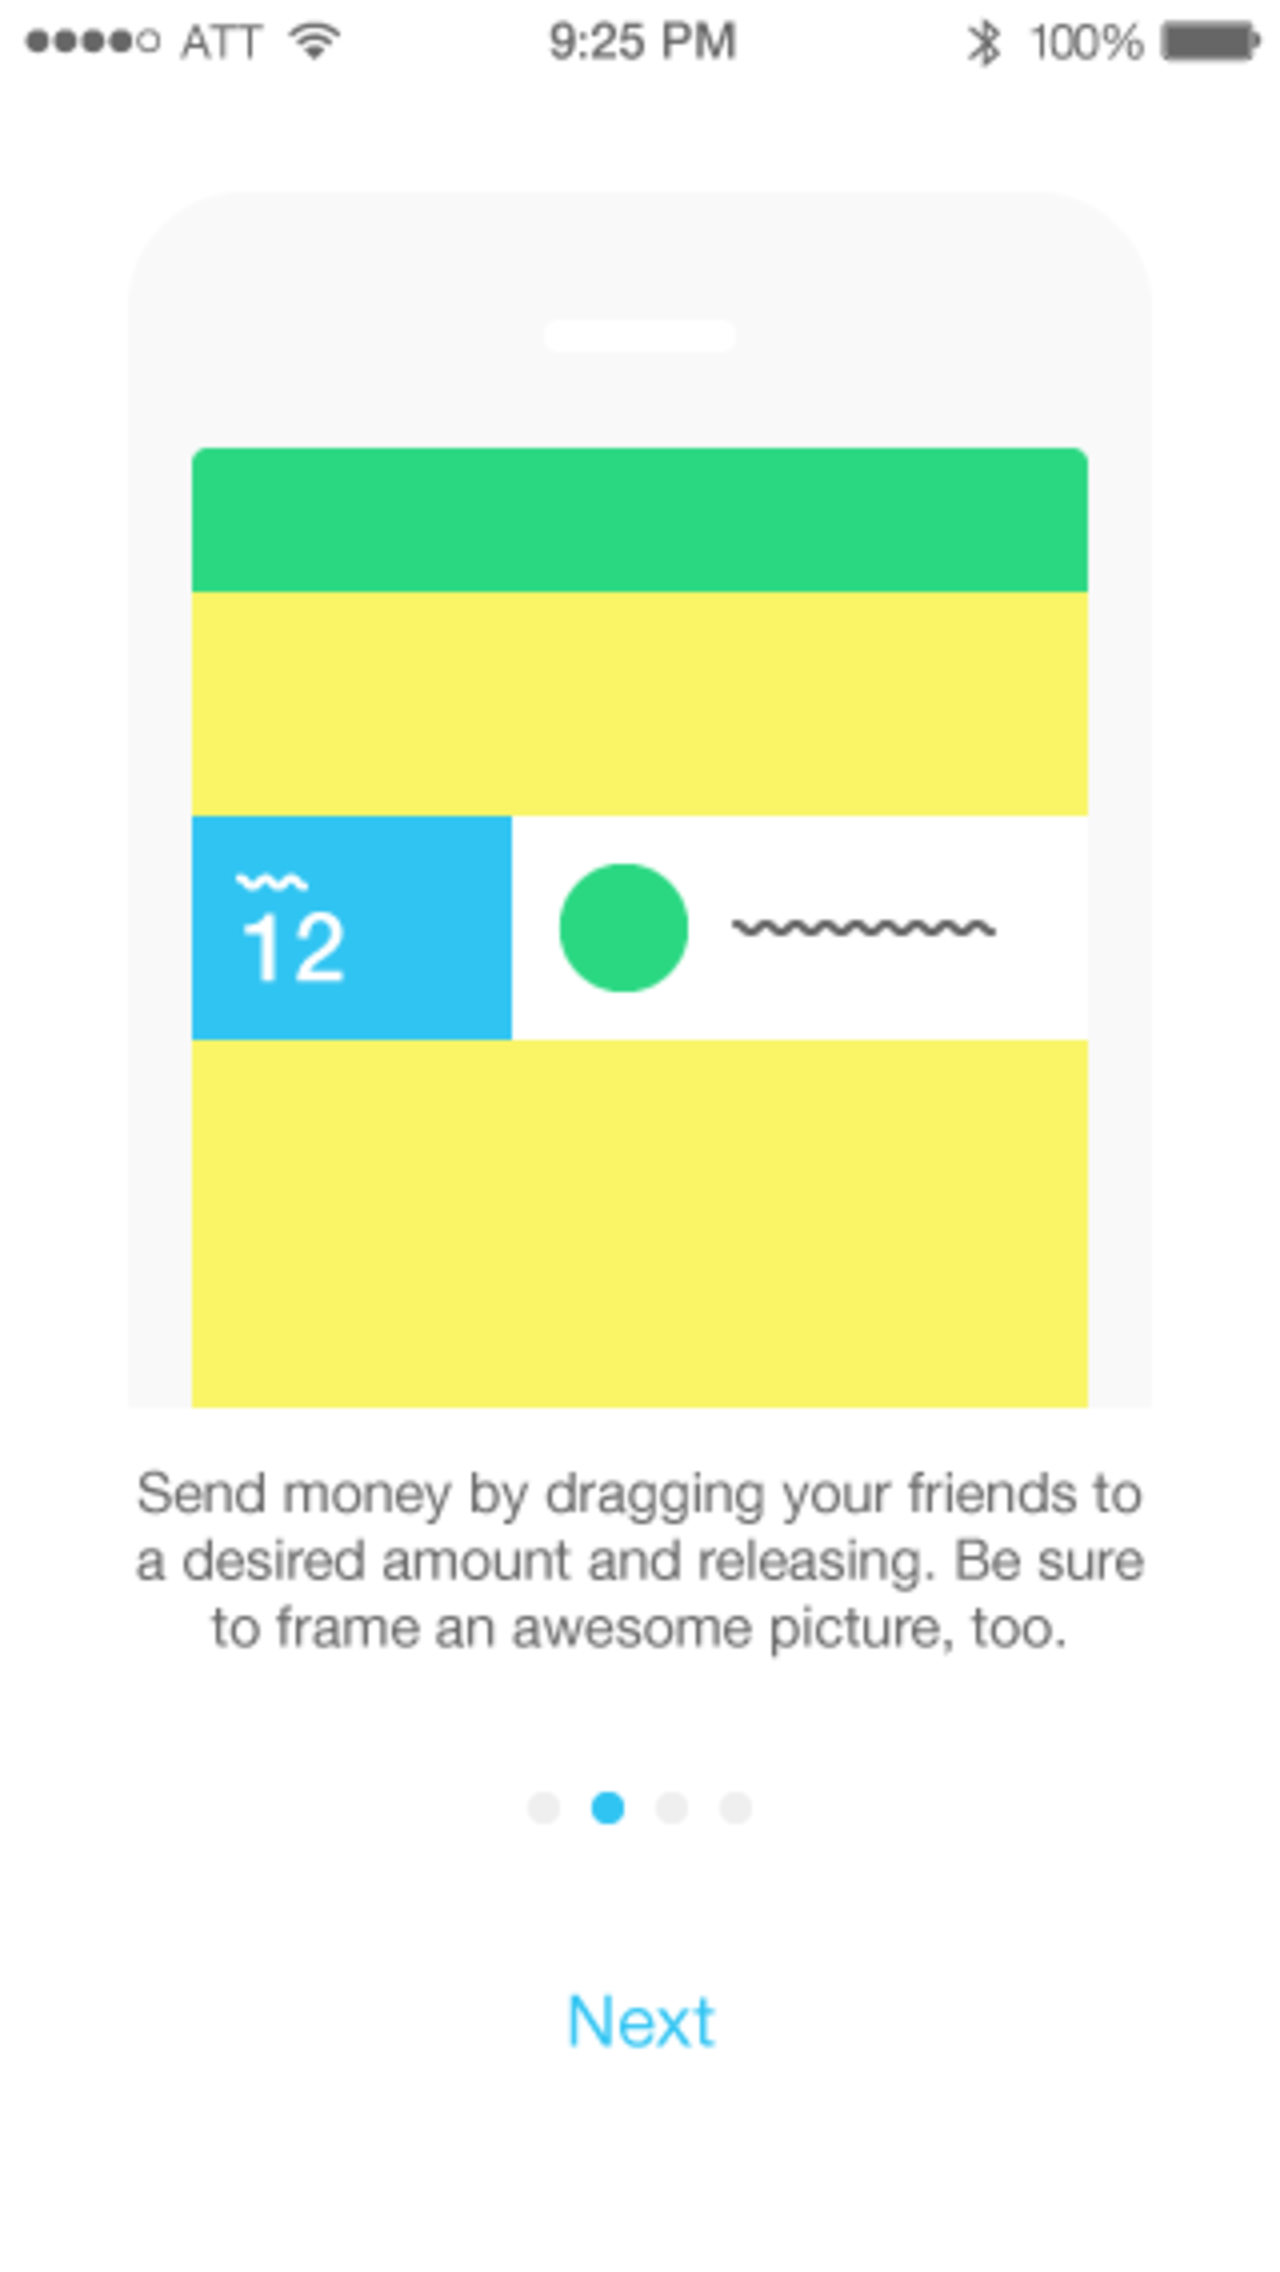 ATT 9:25 PM 100%
12
Send money by dragging your friends to
a desired amount and releasing. Be sure
to frame an awesome picture, too.
Next